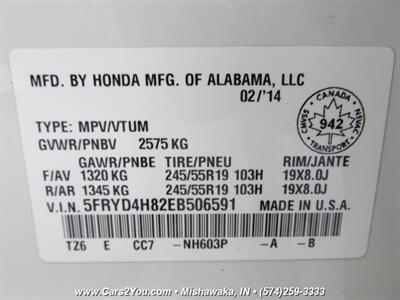 MFD. BY HONDA MFG. OF ALABAMA, LLC
02/'14
CANADA
CMVSS 942 NSVAC
TRANSPORT
TYPE: MPV/VTUM
GVWR/PNBV 2575 KG
GAWR/PNBE TIRE/PNEU RIM/JANTE
F/AV 1320 KG 245/55R19 103H 19X8.0J
R/AR 1345 KG 245/55R19 103H 19X8.0J
V.I.N. 5FRYD4H82EB506591 MADE IN U.S.A.
TZ6 E CC7 -NH603P -A -B
www.Cars2You.com - Mishawaka, IN (574)259-3333